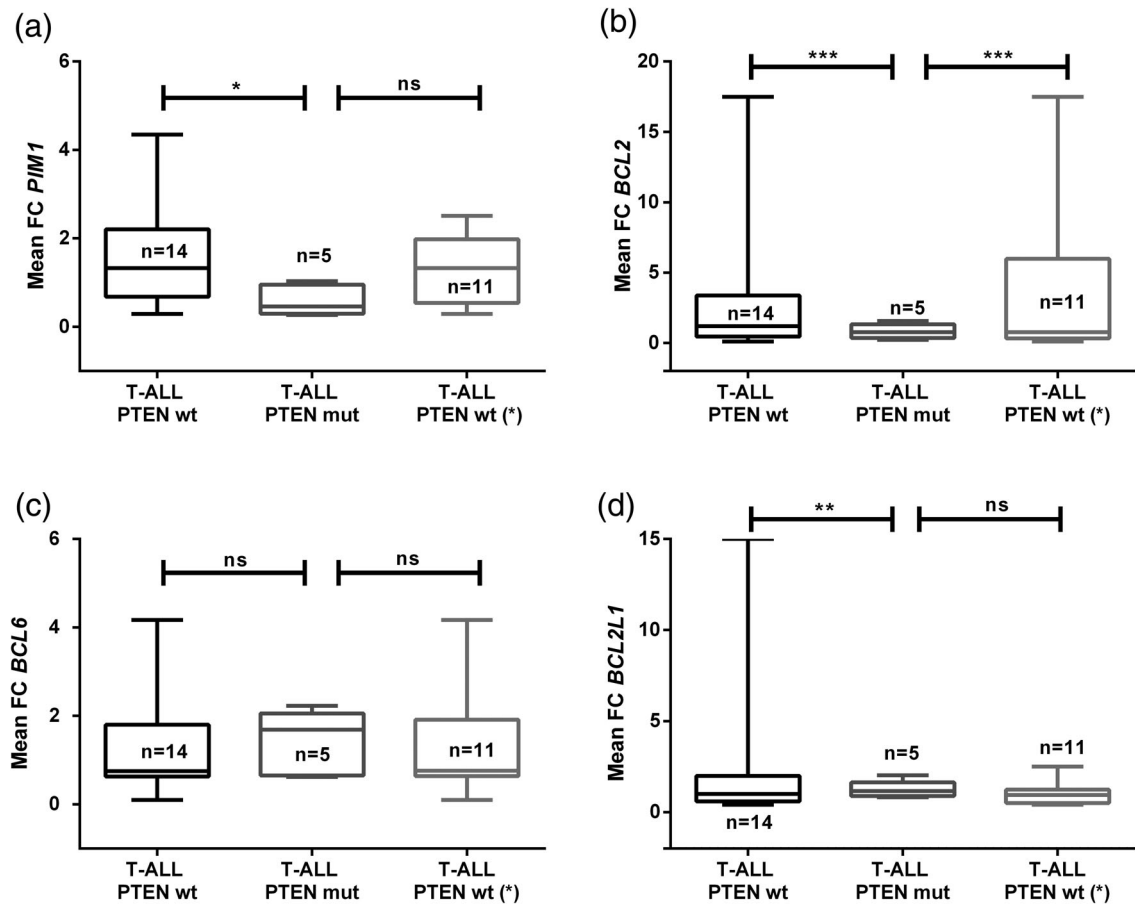 (a)
6
4
2
0
Mean FC PIM1
*
ns
n=14
n=5
n=11
T-ALL
PTEN wt
T-ALL
PTEN mut
T-ALL
PTEN wt (*)
(b)
20
15
10
5
0
Mean FC BCL2
***
***
n=14
n=5
n=11
T-ALL
PTEN wt
T-ALL
PTEN mut
T-ALL
PTEN wt (*)
(c)
6
4
2
0
Mean FC BCL6
ns
ns
n=14
n=5
n=11
T-ALL
PTEN wt
T-ALL
PTEN mut
T-ALL
PTEN wt (*)
(d)
15
10
5
0
Mean FC BCL2L1
**
ns
n=14
n=5
n=11
T-ALL
PTEN wt
T-ALL
PTEN mut
T-ALL
PTEN wt (*)